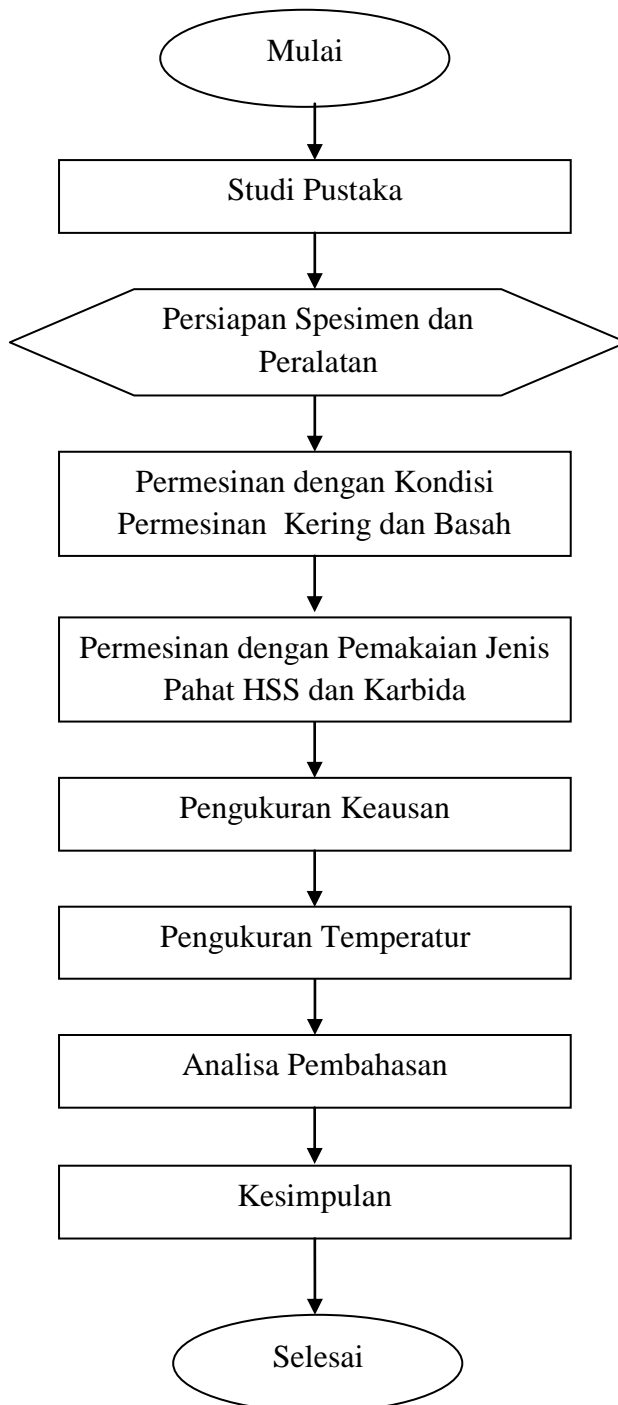 Mulai
Studi Pustaka
Persiapan Spesimen dan
Peralatan
Permesinan dengan Kondisi
Permesinan  Kering dan Basah
Permesinan dengan Pemakaian Jenis
Pahat HSS dan Karbida
Pengukuran Keausan
Pengukuran Temperatur
Analisa Pembahasan
Kesimpulan
Selesai